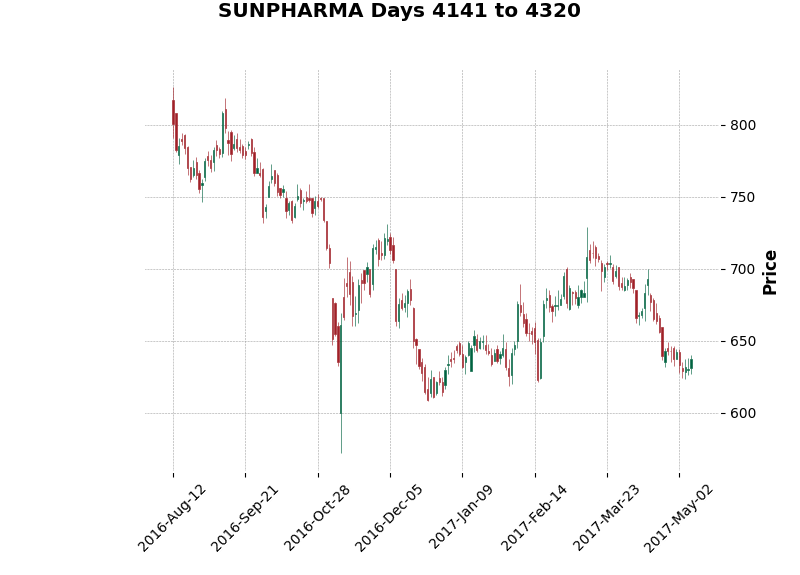 SUNPHARMA Days 4141 to 4320
800
750
700
650
600
Price
2016-Aug-12
2016-Sep-21
2016-Oct-28
2016-Dec-05
2017-Jan-09
2017-Feb-14
2017-Mar-23
2017-May-02